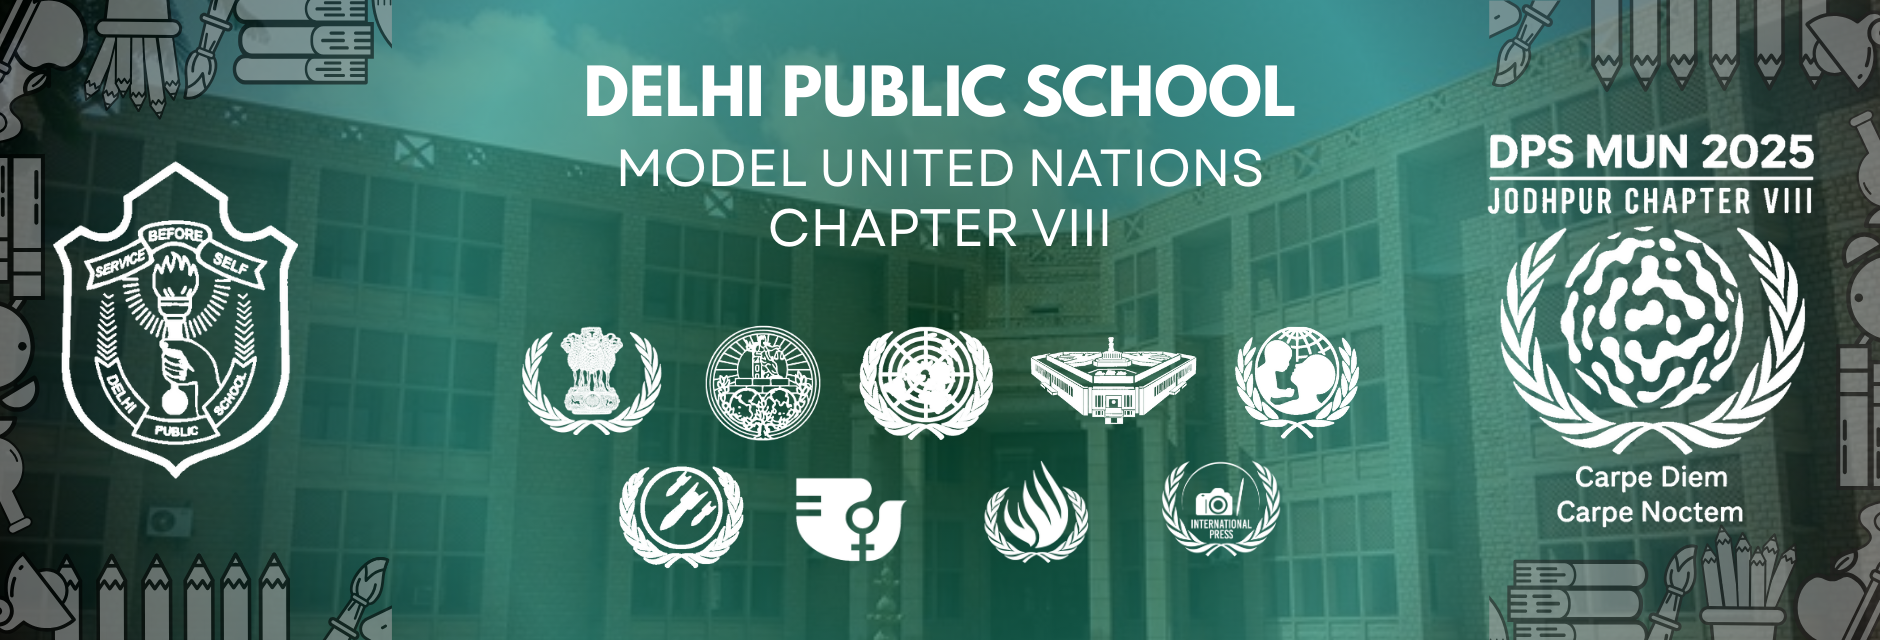 DELHI PUBLIC SCHOOL
MODEL UNITED NATIONS
CHAPTER VIII
SERVICE BEFORE SELF
DELHI PUBLIC SCHOOL
INTERNATIONAL
PRESS
DPS MUN 2025
JODHPUR CHAPTER VIII
Carpe Diem
Carpe Noctem